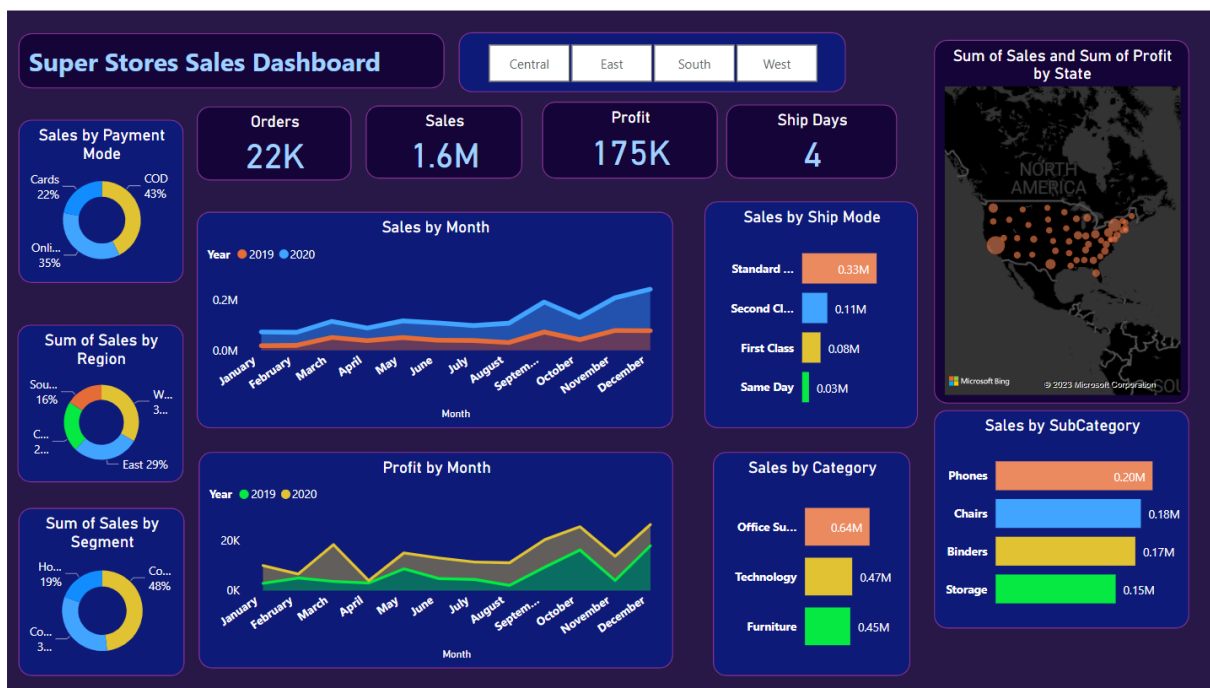 Super Stores Sales Dashboard
Central East South West
Orders
22K
Sales
1.6M
Profit
175K
Ship Days
4
Sales by Payment
Mode
Cards
22%
COD
43%
Onli...
35%
Sum of Sales by
Region
Sou...
16%
W...
3...
C...
2...
East 29%
Sum of Sales by
Segment
Ho...
19%
Co...
48%
Co...
3...
Sales by Month
Year 2019 2020
0.2M
0.0M
January February March April May June July August Septem... October November December
Month
Profit by Month
Year 2019 2020
20K
0K
January February March April May June July August Septem... October November December
Month
Sales by Ship Mode
Standard ... 0.33M
Second Cl... 0.11M
First Class 0.08M
Same Day 0.03M
Sales by Category
Office Su... 0.64M
Technology 0.47M
Furniture 0.45M
Sum of Sales and Sum of Profit
by State
NORTH
AMERICA
Microsoft Bing
© 2023 Microsoft Corporation
Sales by SubCategory
Phones 0.20M
Chairs 0.18M
Binders 0.17M
Storage 0.15M